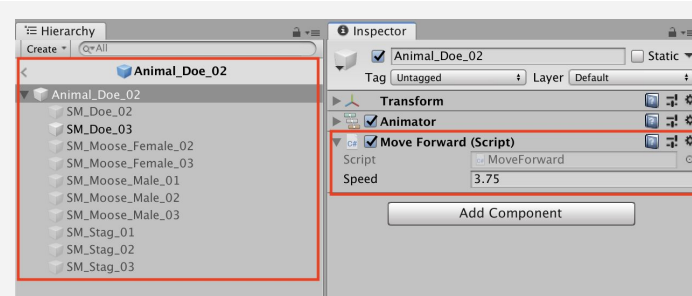 Hierarchy
Create
All
Animal_Doe_02
Animal_Doe_02
SM_Doe_02
SM_Doe_03
SM_Moose_Female_02
SM_Moose_Female_03
SM_Moose_Male_01
SM_Moose_Male_02
SM_Moose_Male_03
SM_Stag_01
SM_Stag_02
SM_Stag_03
Inspector
Animal_Doe_02 Static
Tag Untagged Layer Default
Transform
Animator
C# Move Forward (Script)
Script MoveForward
Speed 3.75
Add Component